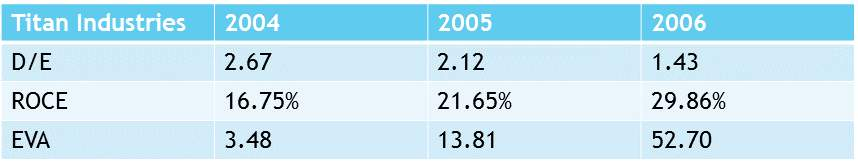 Titan Industries 2004 2005 2006
D/E 2.67 2.12 1.43
ROCE 16.75% 21.65% 29.86%
EVA 3.48 13.81 52.70